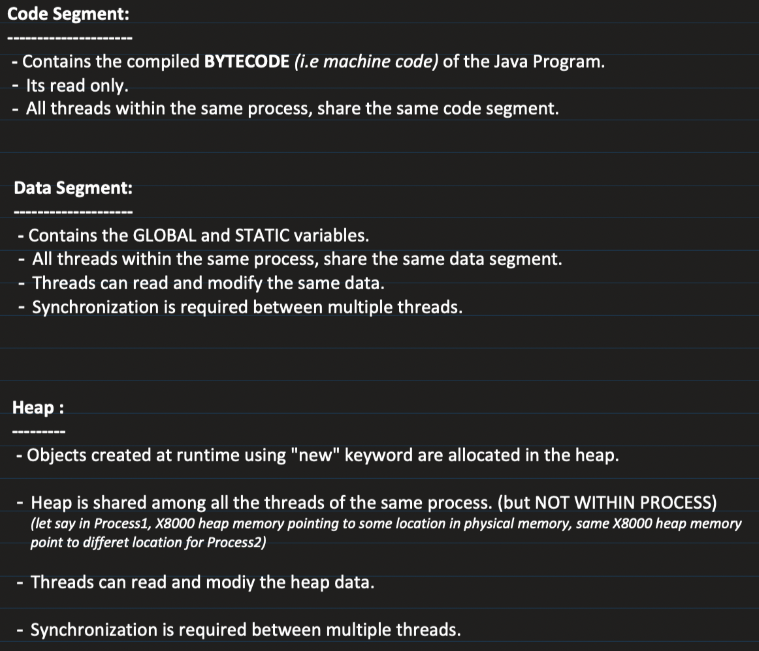 Code Segment:
---------------------
- Contains the compiled BYTECODE (i.e machine code) of the Java Program.
- Its read only.
- All threads within the same process, share the same code segment.
Data Segment:
--------------------
- Contains the GLOBAL and STATIC variables.
- All threads within the same process, share the same data segment.
- Threads can read and modify the same data.
- Synchronization is required between multiple threads.
Heap :
---------
- Objects created at runtime using "new" keyword are allocated in the heap.
- Heap is shared among all the threads of the same process. (but NOT WITHIN PROCESS)
(let say in Process1, X8000 heap memory pointing to some location in physical memory, same X8000 heap memory
point to differet location for Process2)
- Threads can read and modiy the heap data.
- Synchronization is required between multiple threads.